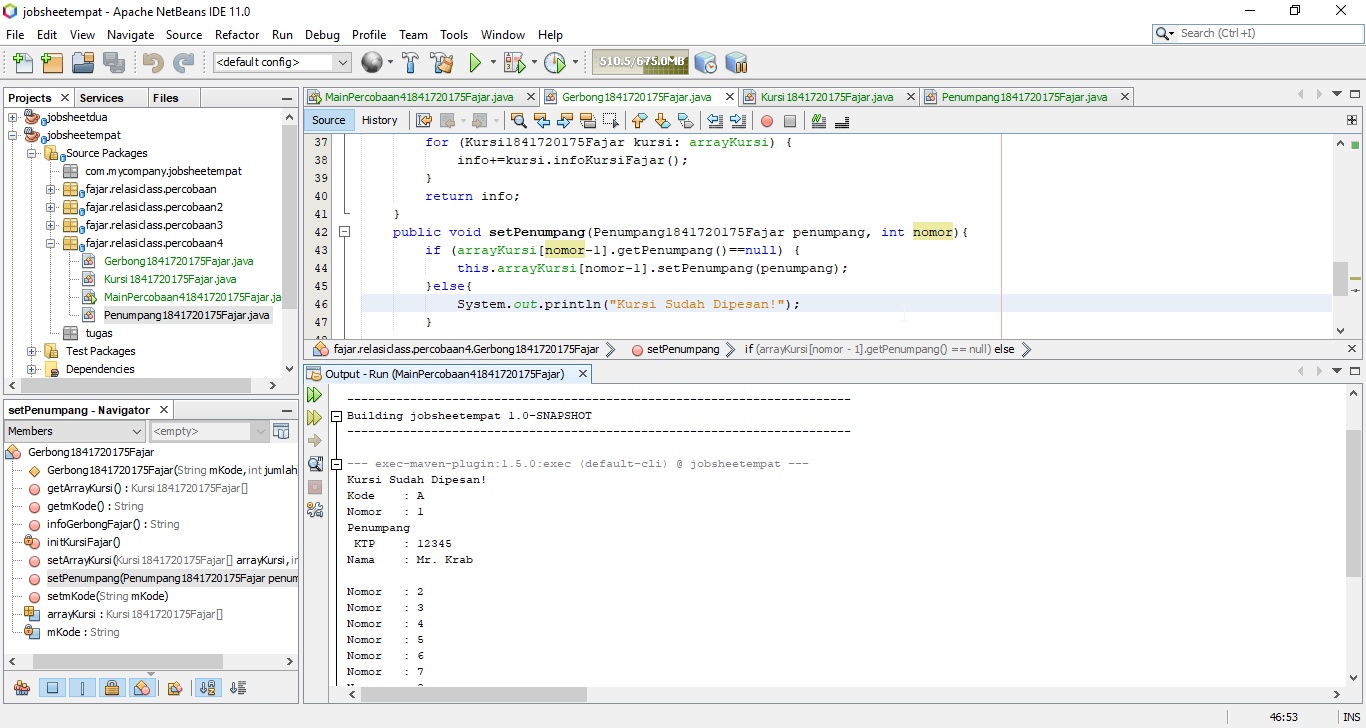 jobsheetempat - Apache NetBeans IDE 11.0
File Edit View Navigate Source Refactor Run Debug Profile Team Tools Window Help
Search (Ctrl+I)
<default config>
510.5/675.0MB
Projects Services Files
jobsheetdua
jobsheetempat
Source Packages
com.mycompany.jobsheetempat
fajar.relasiclass.percobaan
fajar.relasiclass.percobaan2
fajar.relasiclass.percobaan3
fajar.relasiclass.percobaan4
Gerbong1841720175Fajar.java
Kursi1841720175Fajar.java
MainPercobaan41841720175Fajar.ja
Penumpang1841720175Fajar.java
tugas
Test Packages
Dependencies
setPenumpang - Navigator
Members <empty>
Gerbong1841720175Fajar
Gerbong1841720175Fajar(String mKode, int jumlah
getArrayKursi() : Kursi1841720175Fajar[]
getmKode() : String
infoGerbongFajar() : String
initKursiFajar()
setArrayKursi(Kursi1841720175Fajar[] arrayKursi, in
setPenumpang(Penumpang1841720175Fajar penum
setmKode(String mKode)
arrayKursi : Kursi1841720175Fajar[]
mKode : String
MainPercobaan41841720175Fajar.java Gerbong1841720175Fajar.java Kursi1841720175Fajar.java Penumpang1841720175Fajar.java
Source History
37 for (Kursi1841720175Fajar kursi: arrayKursi) {
38 info+=kursi.infoKursiFajar();
39 }
40 return info;
41 }
42 public void setPenumpang(Penumpang1841720175Fajar penumpang, int nomor){
43 if (arrayKursi[nomor-1].getPenumpang()==null) {
44 this.arrayKursi[nomor-1].setPenumpang(penumpang);
45 }else{
46 System.out.println("Kursi Sudah Dipesan!");
47 }
fajar.relasiclass.percobaan4.Gerbong1841720175Fajar setPenumpang if (arrayKursi[nomor - 1].getPenumpang() == null) else
Output - Run (MainPercobaan41841720175Fajar)
------------------------------------------------------------------------
Building jobsheetempat 1.0-SNAPSHOT
------------------------------------------------------------------------
--- exec-maven-plugin:1.5.0:exec (default-cli) @ jobsheetempat ---
Kursi Sudah Dipesan!
Kode : A
Nomor : 1
Penumpang
KTP : 12345
Nama : Mr. Krab
Nomor : 2
Nomor : 3
Nomor : 4
Nomor : 5
Nomor : 6
Nomor : 7
46:53 INS